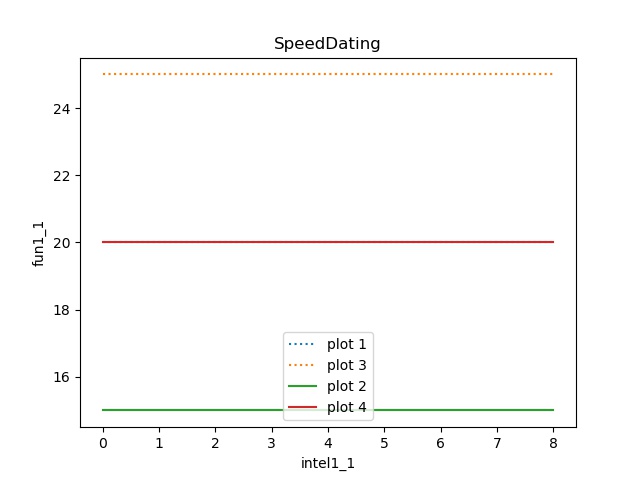 SpeedDating
24
22
20
18
16
fun1_1
plot 1
plot 3
plot 2
plot 4
0 1 2 3 4 5 6 7 8
intel1_1